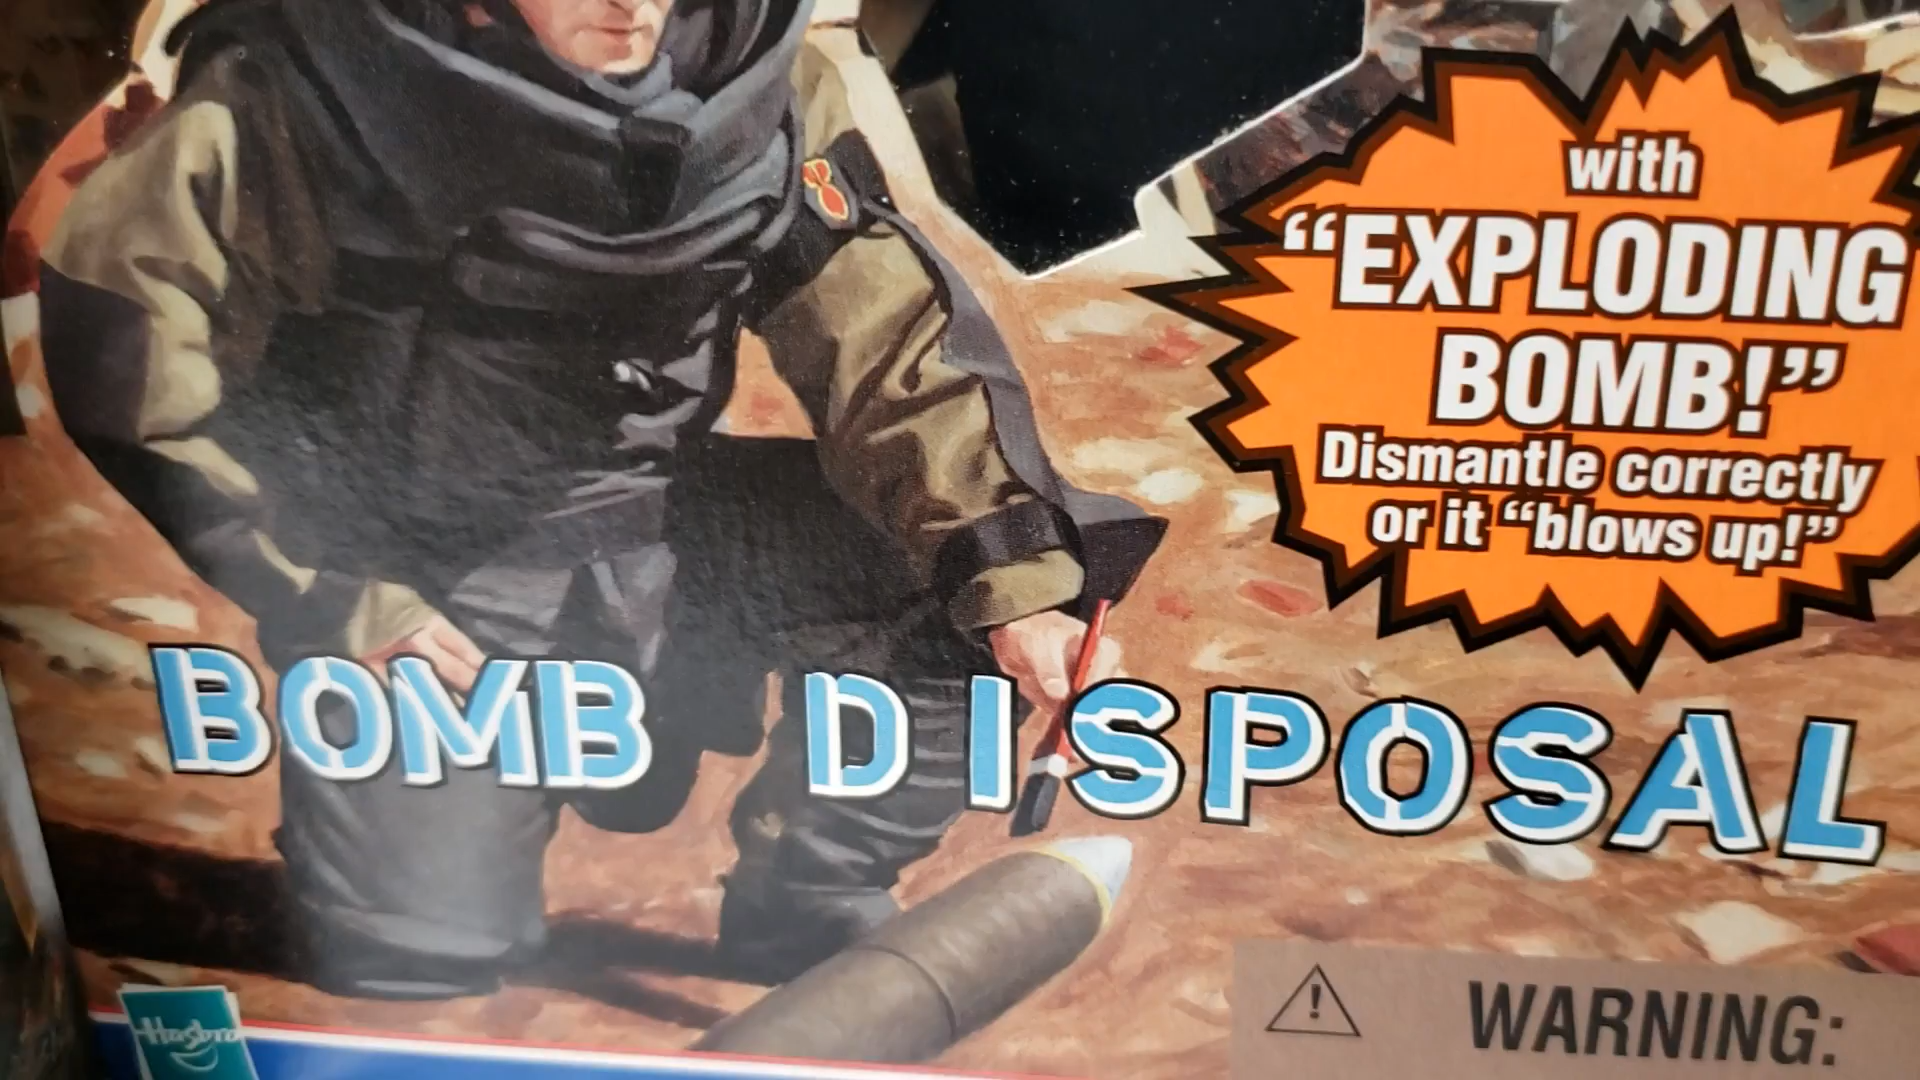 with
“EXPLODING
BOMB!”
Dismantle correctly
or it “blows up!”
BOMB DISPOSAL
Hasbro
WARNING: